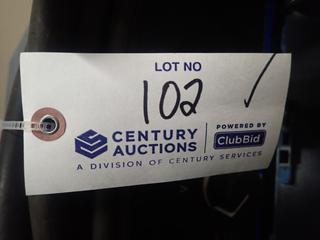 LOT NO
102 ✓
CENTURY AUCTIONS
POWERED BY
ClubBid
A DIVISION OF CENTURY SERVICES